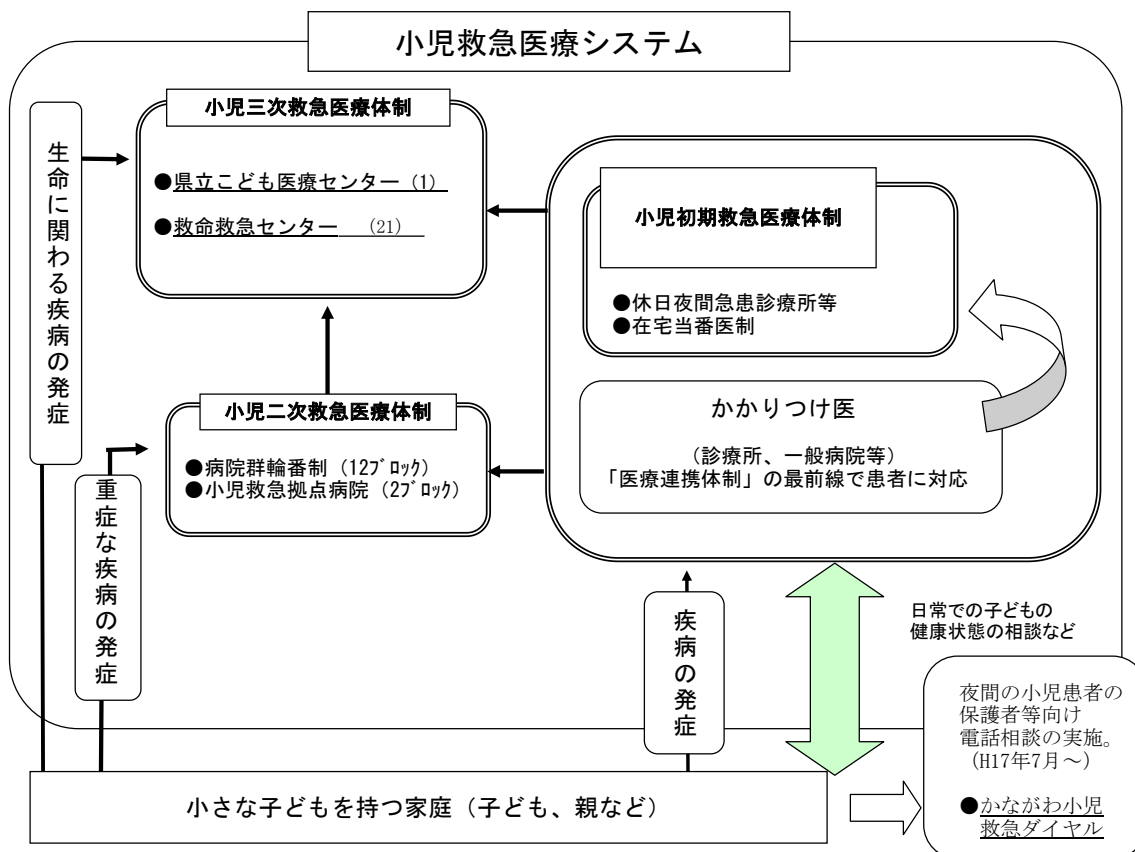 小児救急医療システム
小児三次救急医療体制
●県立こども医療センター（1）
●救命救急センター　（21）
生命に関わる疾病の発症
小児初期救急医療体制
●休日夜間急患診療所等
●在宅当番医制
かかりつけ医
（診療所、一般病院等）
「医療連携体制」の最前線で患者に対応
小児二次救急医療体制
●病院群輪番制（12ﾌﾞﾛｯｸ）
●小児救急拠点病院（2ﾌﾞﾛｯｸ）
重症な疾病の発症
疾病の発症
日常での子どもの
健康状態の相談など
夜間の小児患者の
保護者等向け
電話相談の実施。
（H17年7月～）
●かながわ小児
救急ダイヤル
小さな子どもを持つ家庭（子ども、親など）